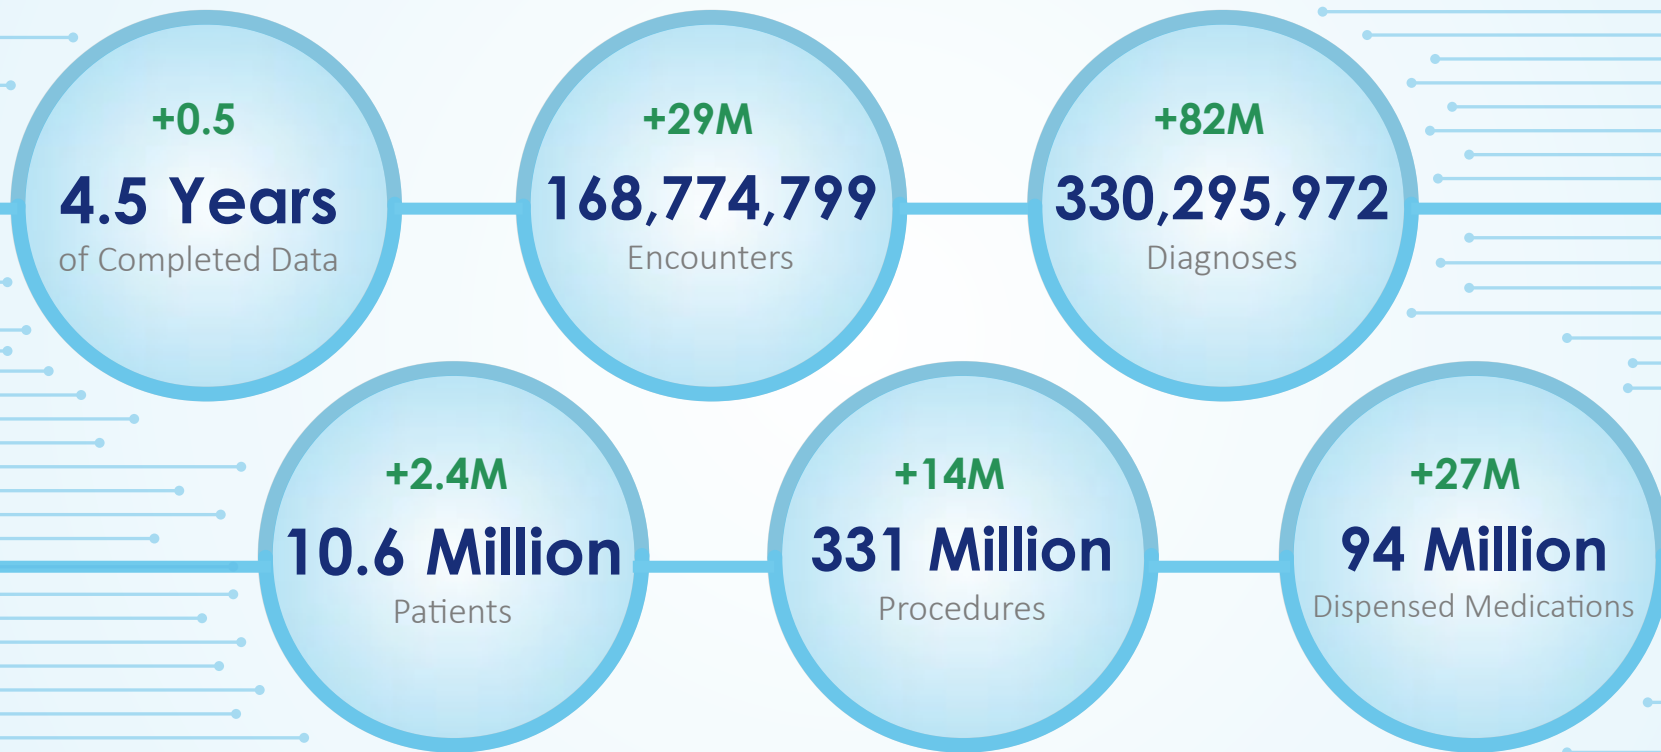 +0.5
4.5 Years
of Completed Data
+29M
168,774,799
Encounters
+82M
330,295,972
Diagnoses
+2.4M
10.6 Million
Patients
+14M
331 Million
Procedures
+27M
94 Million
Dispensed Medications